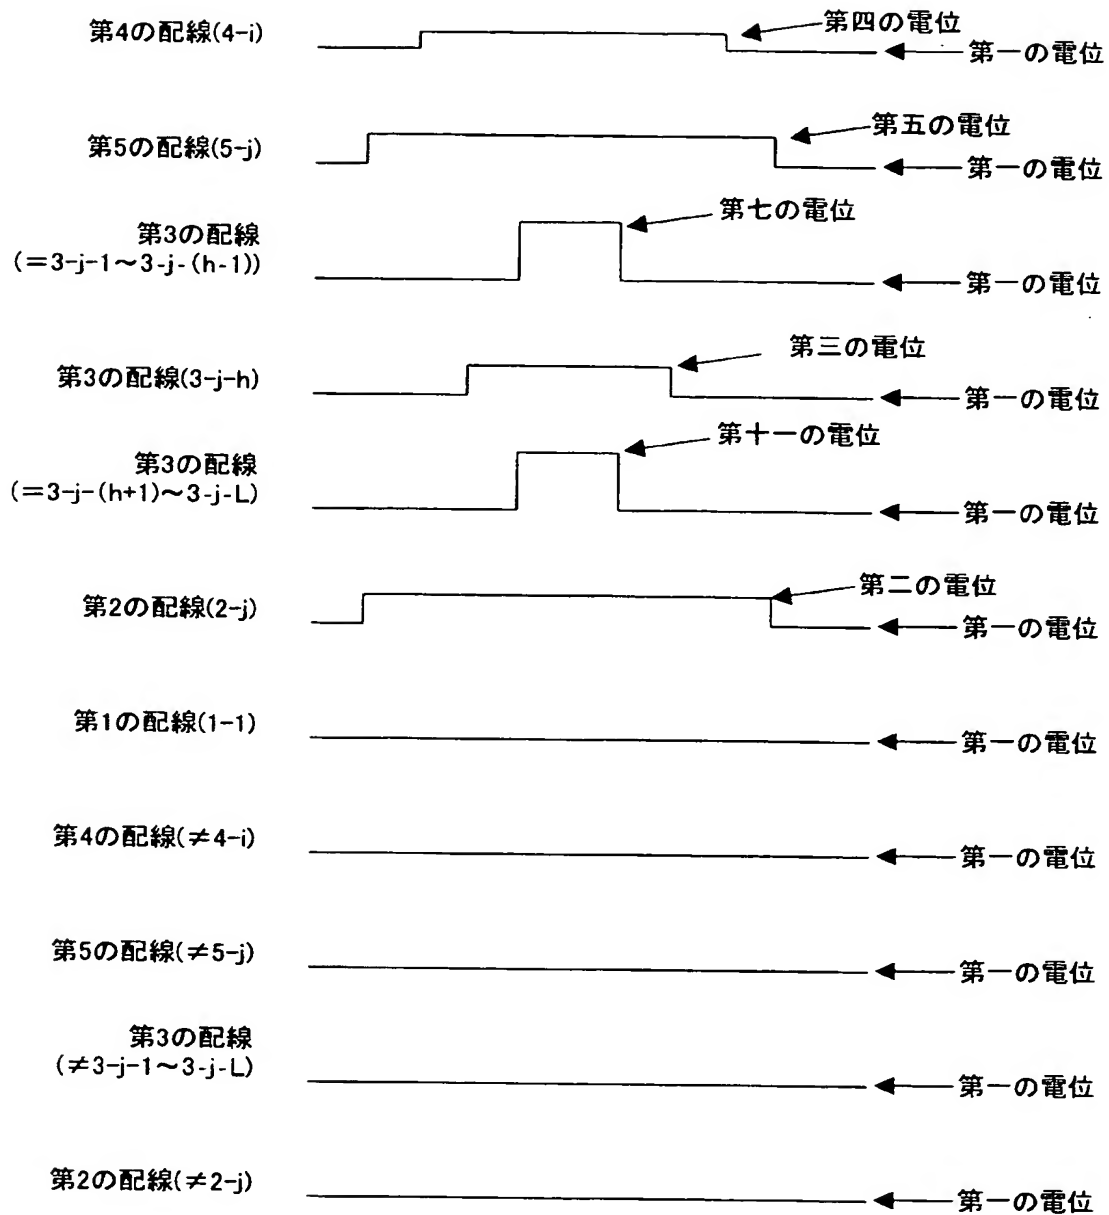 第4の配線(4-i)
第四の電位
第一の電位
第5の配線(5-j)
第五の電位
第一の電位
第3の配線
(=3-j-1~3-j-(h-1))
第七の電位
第一の電位
第3の配線(3-j-h)
第三の電位
第一の電位
第3の配線
(=3-j-(h+1)~3-j-L)
第十一の電位
第一の電位
第2の配線(2-j)
第二の電位
第一の電位
第1の配線(1-1)
第一の電位
第4の配線(≠4-i)
第一の電位
第5の配線(≠5-j)
第一の電位
第3の配線
(≠3-j-1~3-j-L)
第一の電位
第2の配線(≠2-j)
第一の電位